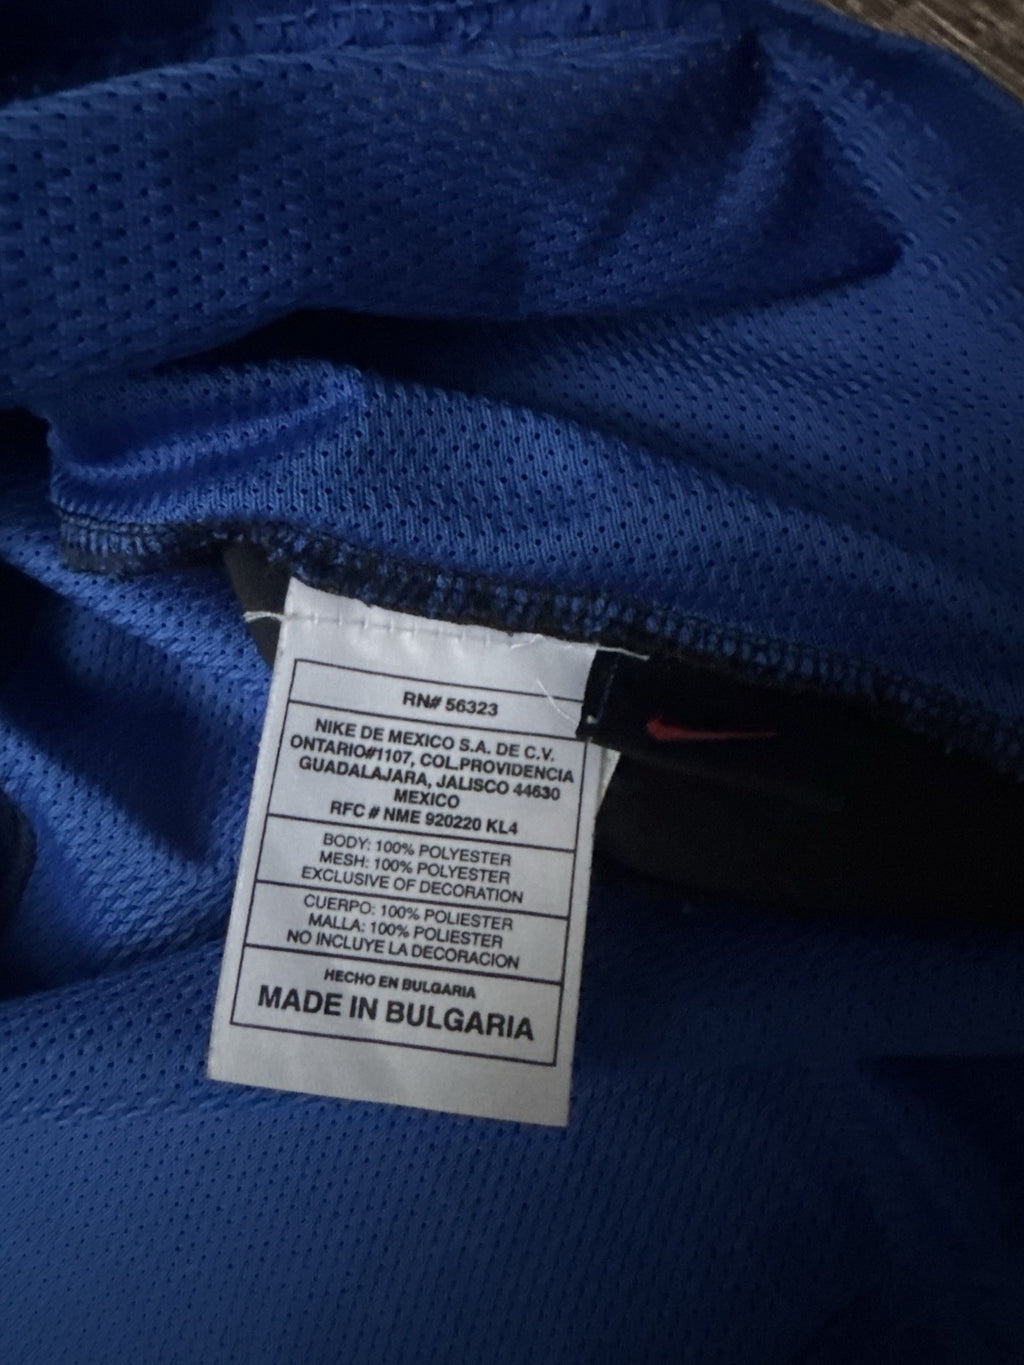 RN# 56323
NIKE DE MEXICO S.A. DE C.V.
ONTARIO#1107, COL.PROVIDENCIA
GUADALAJARA, JALISCO 44630
MEXICO
RFC # NME 920220 KL4
BODY: 100% POLYESTER
MESH: 100% POLYESTER
EXCLUSIVE OF DECORATION
CUERPO: 100% POLIESTER
MALLA: 100% POLIESTER
NO INCLUYE LA DECORACION
HECHO EN BULGARIA
MADE IN BULGARIA